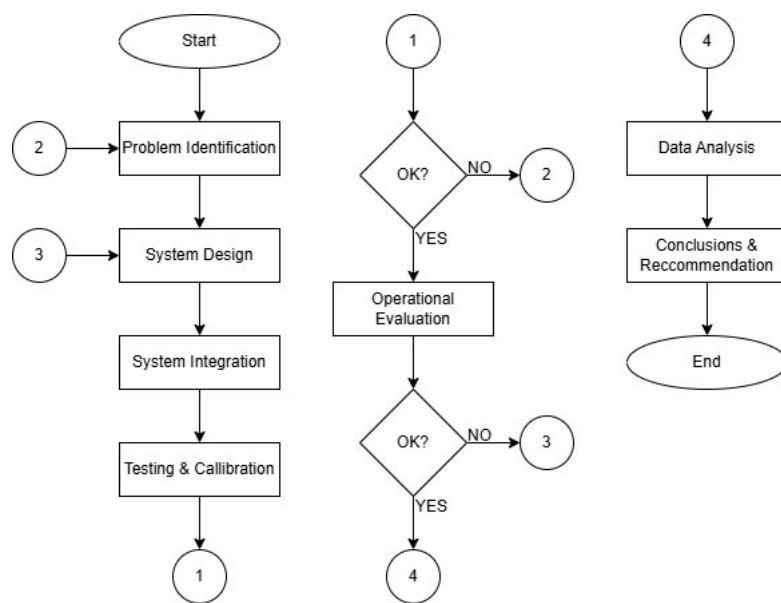 Start
2
Problem Identification
3
System Design
System Integration
Testing & Callibration
1
1
OK?
NO
2
YES
Operational
Evaluation
OK?
NO
3
YES
4
4
Data Analysis
Conclusions &
Reccommendation
End